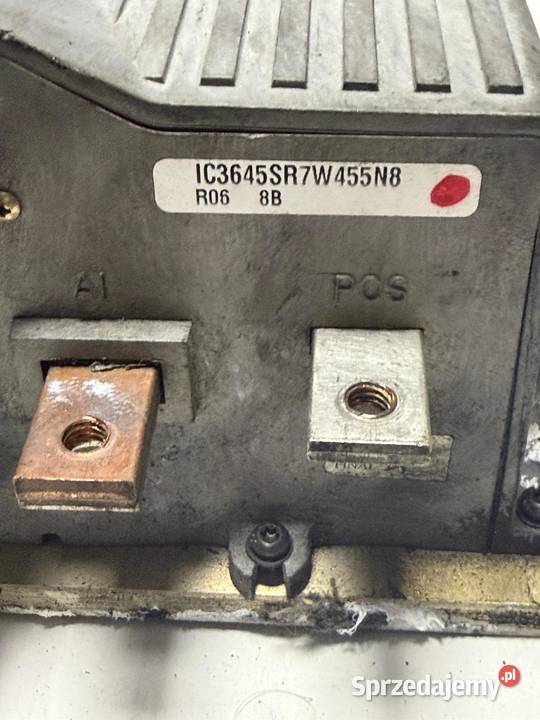 IC3645SR7W455N8
R06 8B
A1 POS
Sprzedajemy.pl